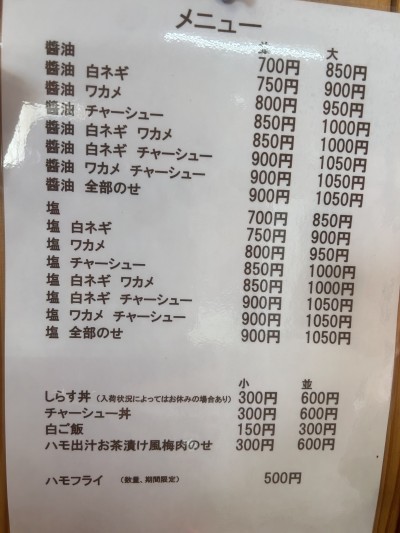 メニュー
大
醤油 700円 850円
醤油 白ネギ 750円 900円
醤油 ワカメ 800円 950円
醤油 チャーシュー 850円 1000円
醤油 白ネギ ワカメ 850円 1000円
醤油 白ネギ チャーシュー 900円 1050円
醤油 ワカメ チャーシュー 900円 1050円
醤油 全部のせ 900円 1050円
塩 700円 850円
塩 白ネギ 750円 900円
塩 ワカメ 800円 950円
塩 チャーシュー 850円 1000円
塩 白ネギ ワカメ 850円 1000円
塩 白ネギ チャーシュー 900円 1050円
塩 ワカメ チャーシュー 900円 1050円
塩 全部のせ 900円 1050円
小 並
しらす丼 (入荷状況によってはお休みの場合あり) 300円 600円
チャーシュー丼 300円 600円
白ご飯 150円 300円
ハモ出汁お茶漬け風梅肉のせ 300円 600円
ハモフライ (数量、期間限定) 500円